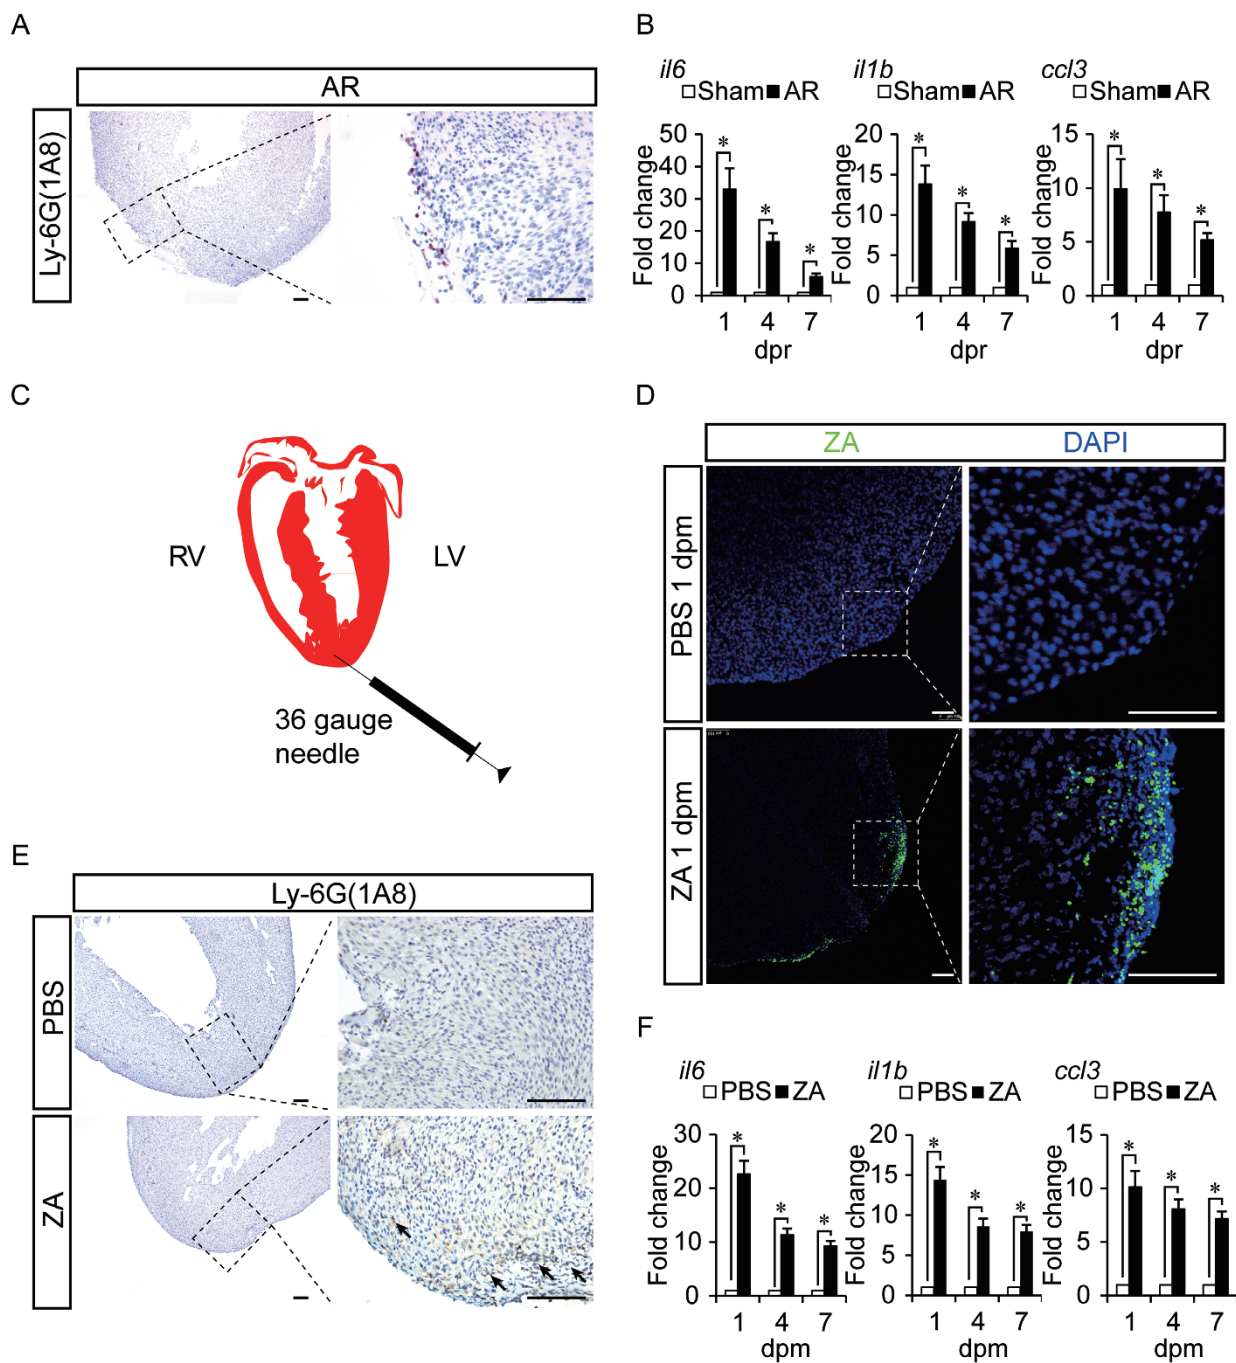 A
AR
Ly-6G(1A8)
B
il6
□Sham■AR
il1b
□Sham■AR
ccl3
□Sham■AR
Fold change
50
40
30
20
10
0
* * *
1 4 7
dpr
Fold change
20
15
10
5
0
* * *
1 4 7
dpr
Fold change
15
10
5
0
* * *
1 4 7
dpr
C
RV
LV
36 gauge
needle
D
ZA
DAPI
PBS 1 dpm
ZA 1 dpm
E
Ly-6G(1A8)
PBS
ZA
F
il6
□PBS■ZA
il1b
□PBS■ZA
ccl3
□PBS■ZA
Fold change
30
20
10
0
* * *
1 4 7
dpm
Fold change
20
15
10
5
0
* * *
1 4 7
dpm
Fold change
15
10
5
0
* * *
1 4 7
dpm